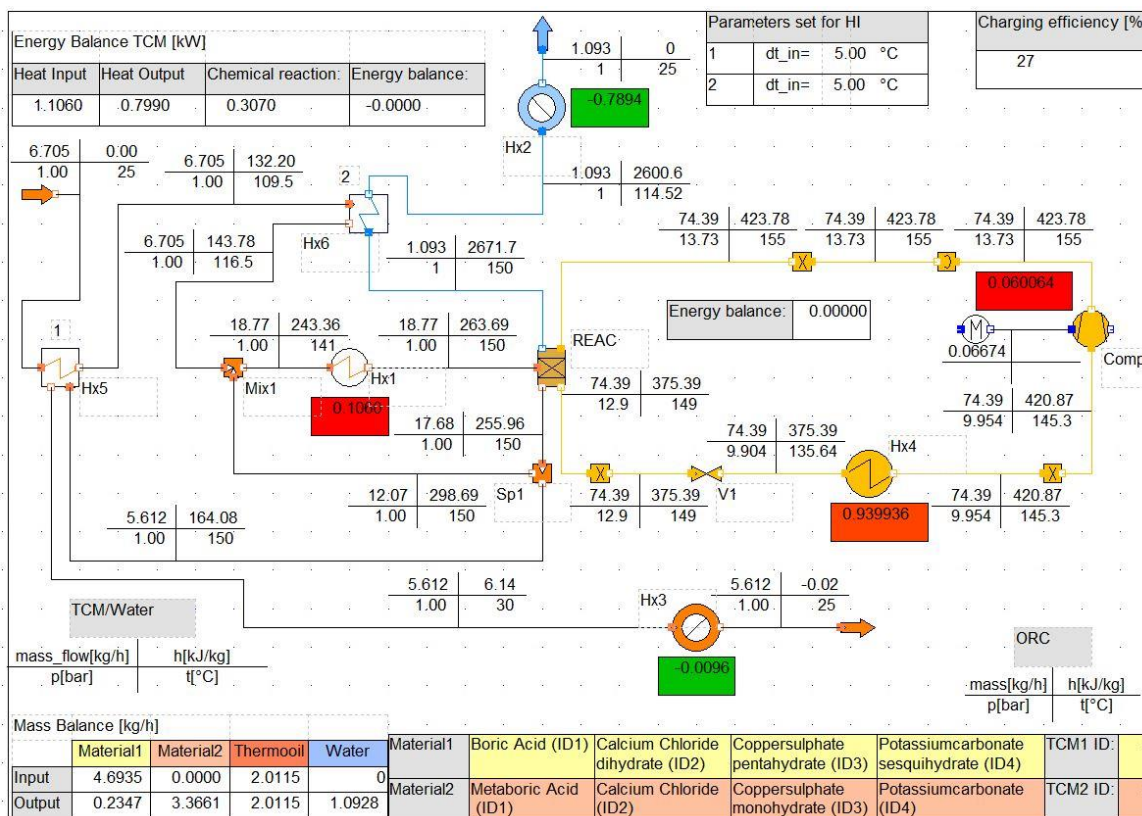 Energy Balance TCM [kW]
Heat Input Heat Output Chemical reaction: Energy balance:
1.1060 0.7990 0.3070 -0.0000
Parameters set for HI
1 dt_in= 5.00 °C
2 dt_in= 5.00 °C
Charging efficiency [%
27
1.093 0
1 25
-0.7894
Hx2
6.705 0.00
1.00 25
6.705 132.20
1.00 109.5
2
Hx6
1.093 2600.6
1 114.52
6.705 143.78
1.00 116.5
1.093 2671.7
1 150
74.39 423.78
13.73 155
74.39 423.78
13.73 155
74.39 423.78
13.73 155
0.060064
Energy balance: 0.00000
M
0.06674
Comp
1
Hx5
18.77 243.36
1.00 141
18.77 263.69
1.00 150
REAC
Mix1
Hx1
0.1060
74.39 375.39
12.9 149
74.39 420.87
9.954 145.3
17.68 255.96
1.00 150
74.39 375.39
9.904 135.64
Hx4
Sp1
V1
12.07 298.69
1.00 150
74.39 375.39
12.9 149
0.939936
74.39 420.87
9.954 145.3
5.612 164.08
1.00 150
5.612 6.14
1.00 30
Hx3
5.612 -0.02
1.00 25
-0.0096
TCM/Water
mass_flow[kg/h] h[kJ/kg]
p[bar] t[°C]
ORC
mass[kg/h] h[kJ/kg]
p[bar] t[°C]
Mass Balance [kg/h]
Material1 Material2 Thermooil Water
Input 4.6935 0.0000 2.0115 0
Output 0.2347 3.3661 2.0115 1.0928
Material1 Boric Acid (ID1) Calcium Chloride Coppersulphate Potassiumcarbonate TCM1 ID:
dihydrate (ID2) pentahydrate (ID3) sesquihydrate (ID4)
Material2 Metaboric Acid Calcium Chloride Coppersulphate Potassiumcarbonate TCM2 ID:
(ID1) (ID2) monohydrate (ID3) (ID4)